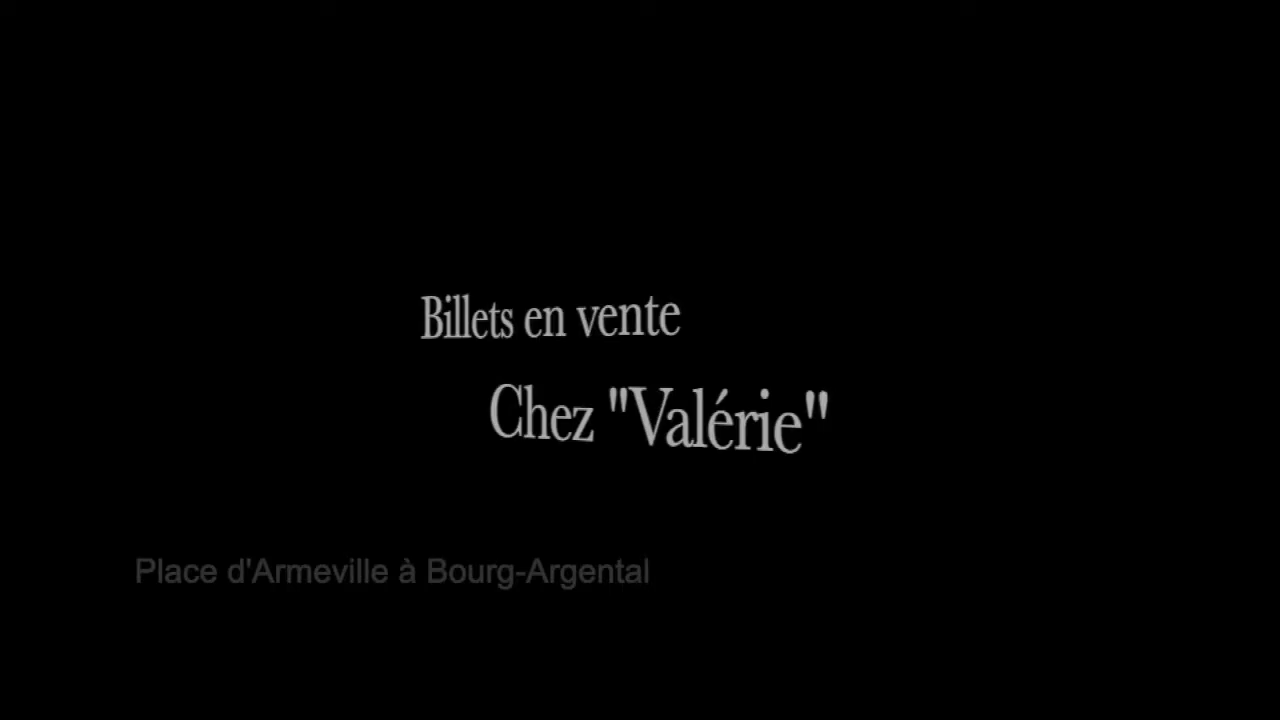 Billets en vente
Chez "Valérie"
Place d'Armeville à Bourg-Argental